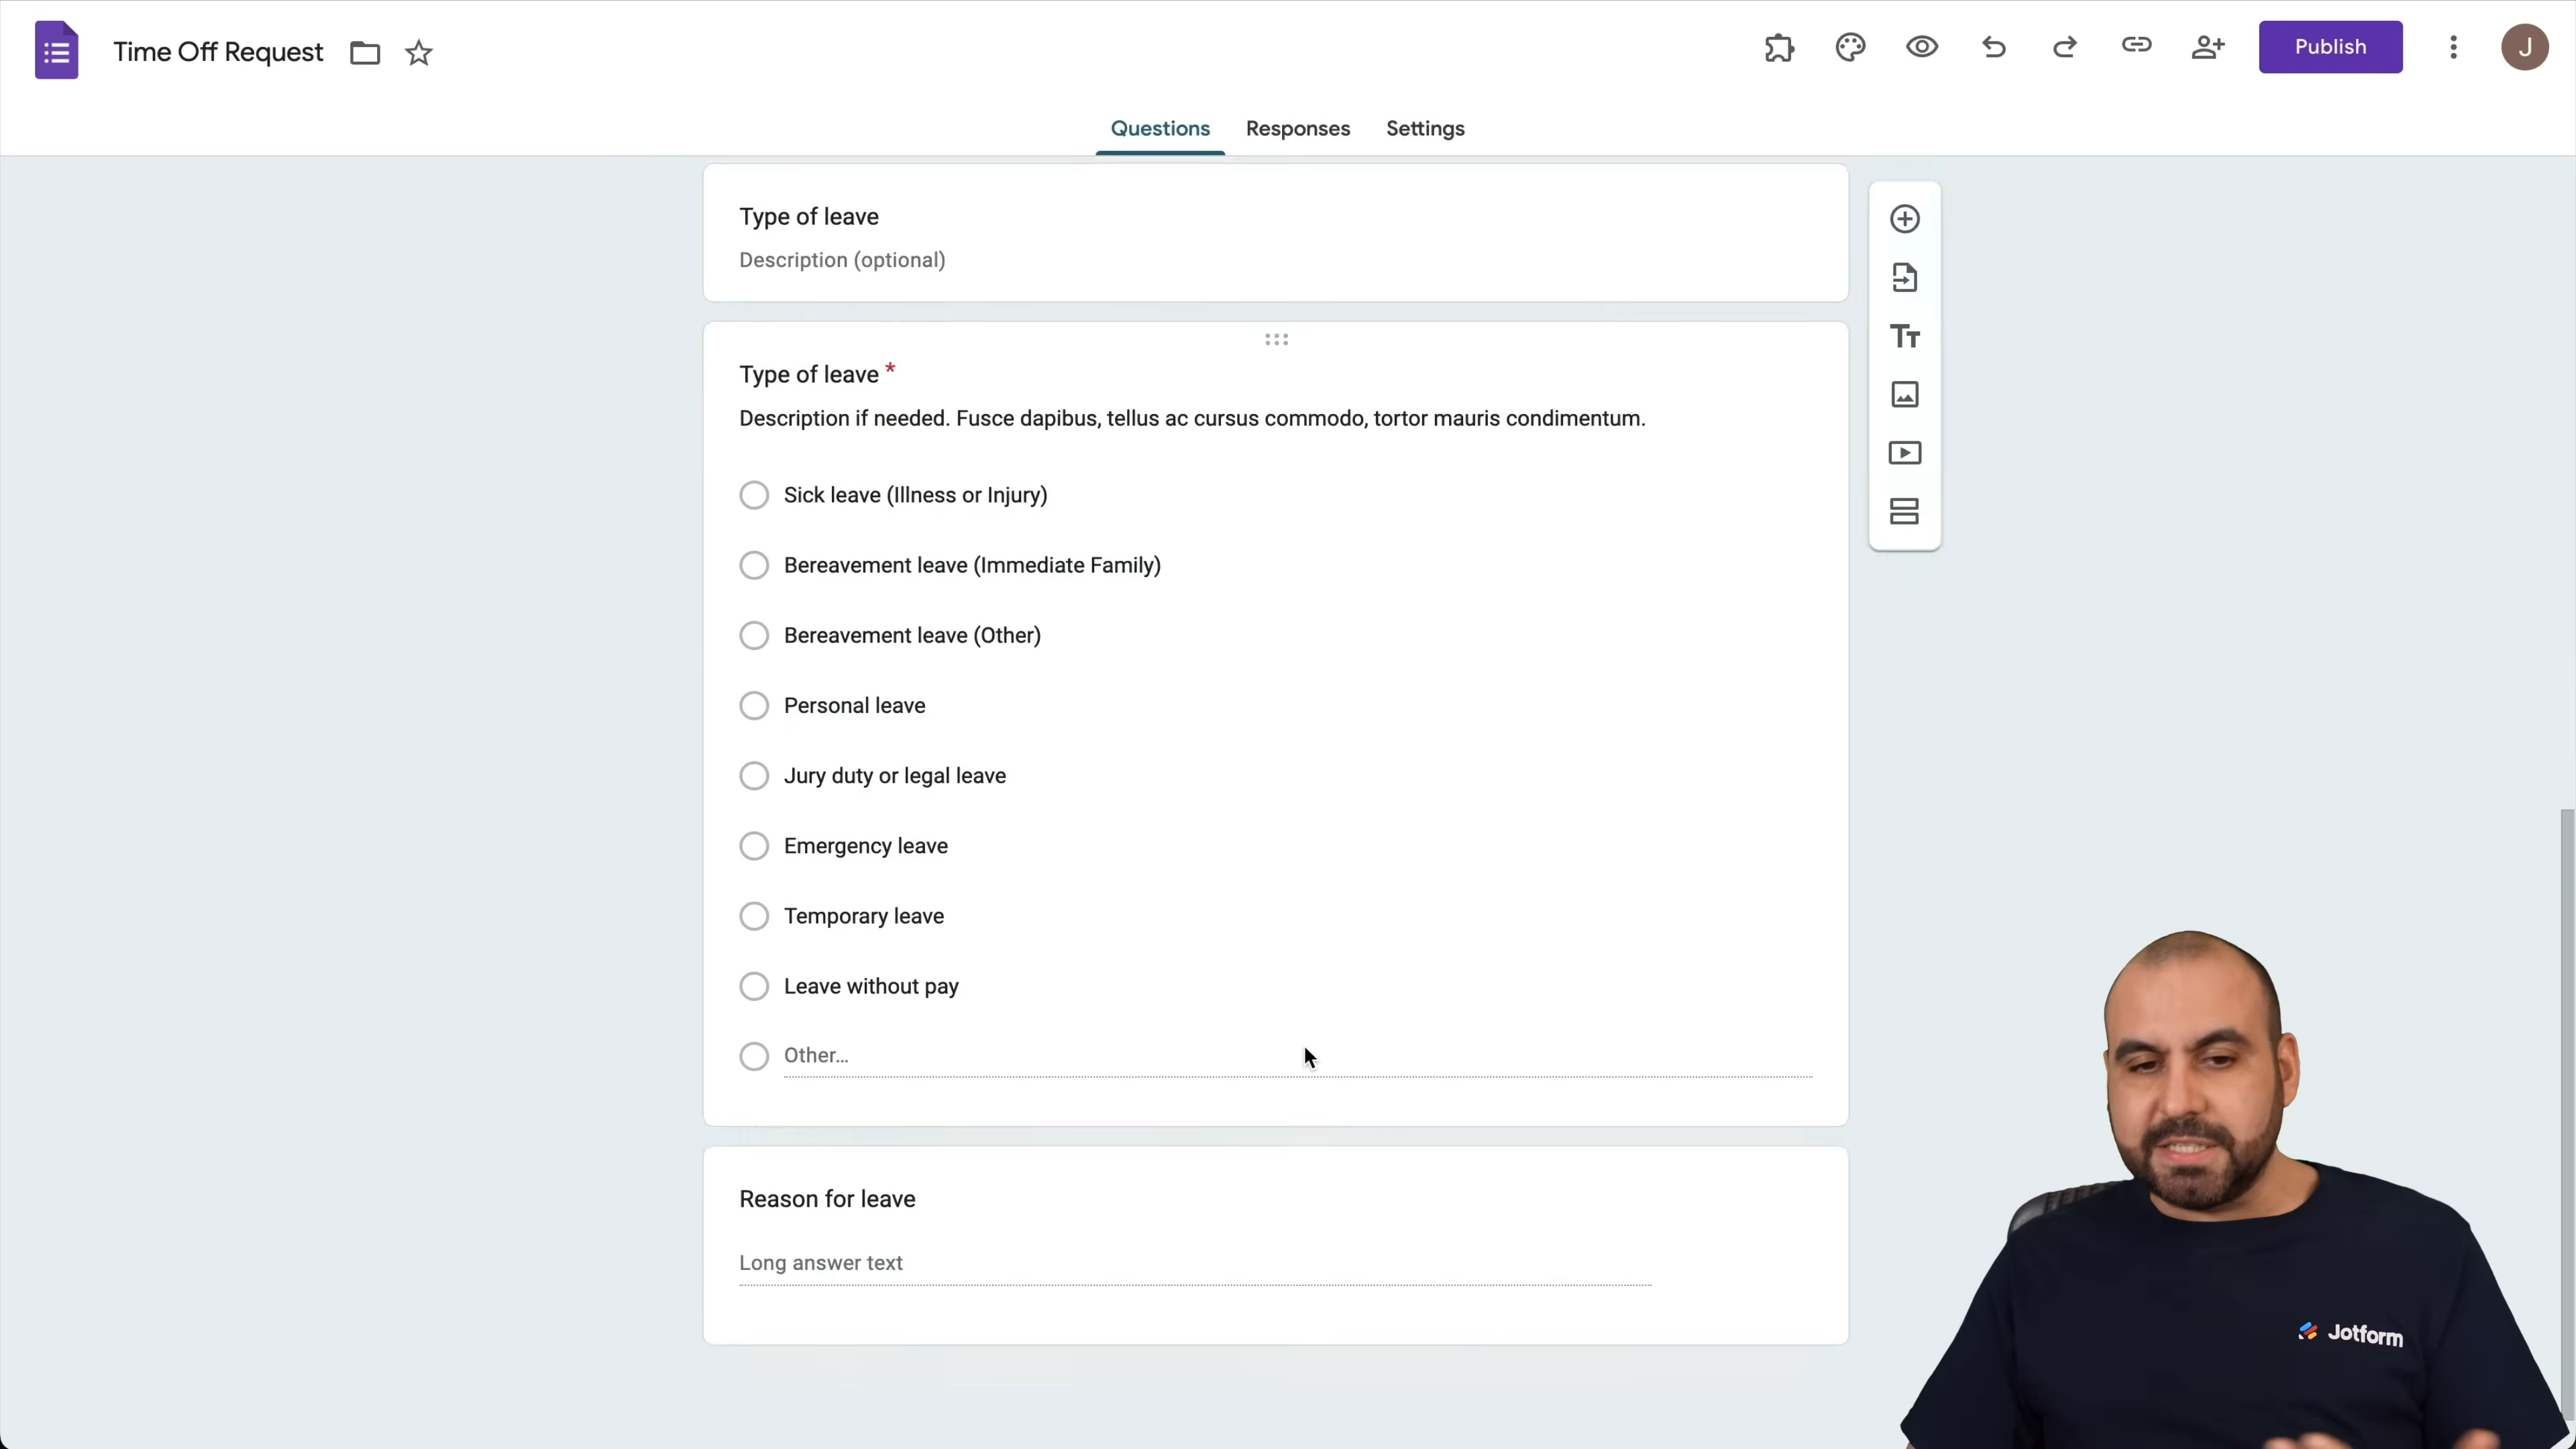 Time Off Request
Publish
J
Questions Responses Settings
Type of leave
Description (optional)
Type of leave *
Description if needed. Fusce dapibus, tellus ac cursus commodo, tortor mauris condimentum.
Sick leave (Illness or Injury)
Bereavement leave (Immediate Family)
Bereavement leave (Other)
Personal leave
Jury duty or legal leave
Emergency leave
Temporary leave
Leave without pay
Other...
Reason for leave
Long answer text
Jotform